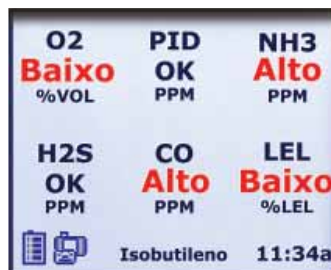 O2 PID NH3
Baixo OK Alto
%VOL PPM PPM
H2S CO LEL
OK Alto Baixo
PPM PPM %LEL
Isobutileno 11:34a